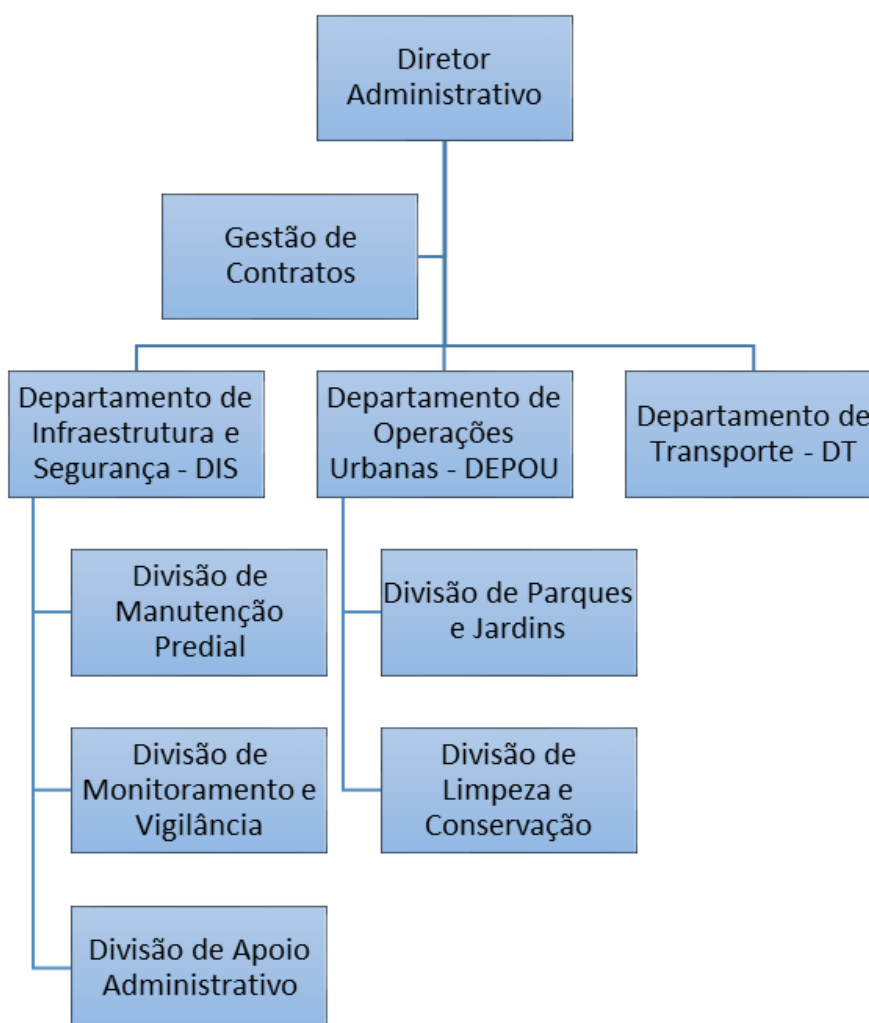 Diretor
Administrativo
Gestão de
Contratos
Departamento de
Infraestrutura e
Segurança - DIS
Departamento de
Operações
Urbanas - DEPOU
Departamento de
Transporte - DT
Divisão de
Manutenção
Predial
Divisão de Parques
e Jardins
Divisão de
Monitoramento e
Vigilância
Divisão de
Limpeza e
Conservação
Divisão de Apoio
Administrativo